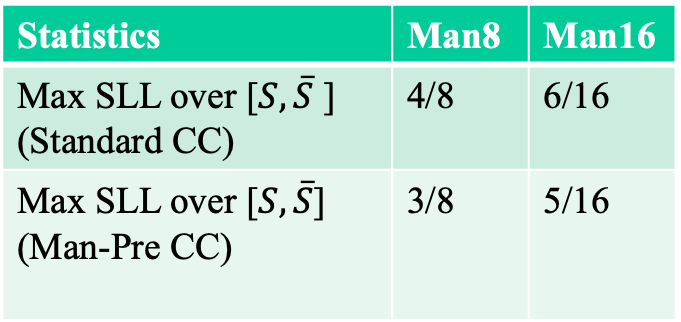 Statistics Man8 Man16
Max SLL over [S, S̄ ] 4/8 6/16
(Standard CC)
Max SLL over [S, S̄] 3/8 5/16
(Man-Pre CC)